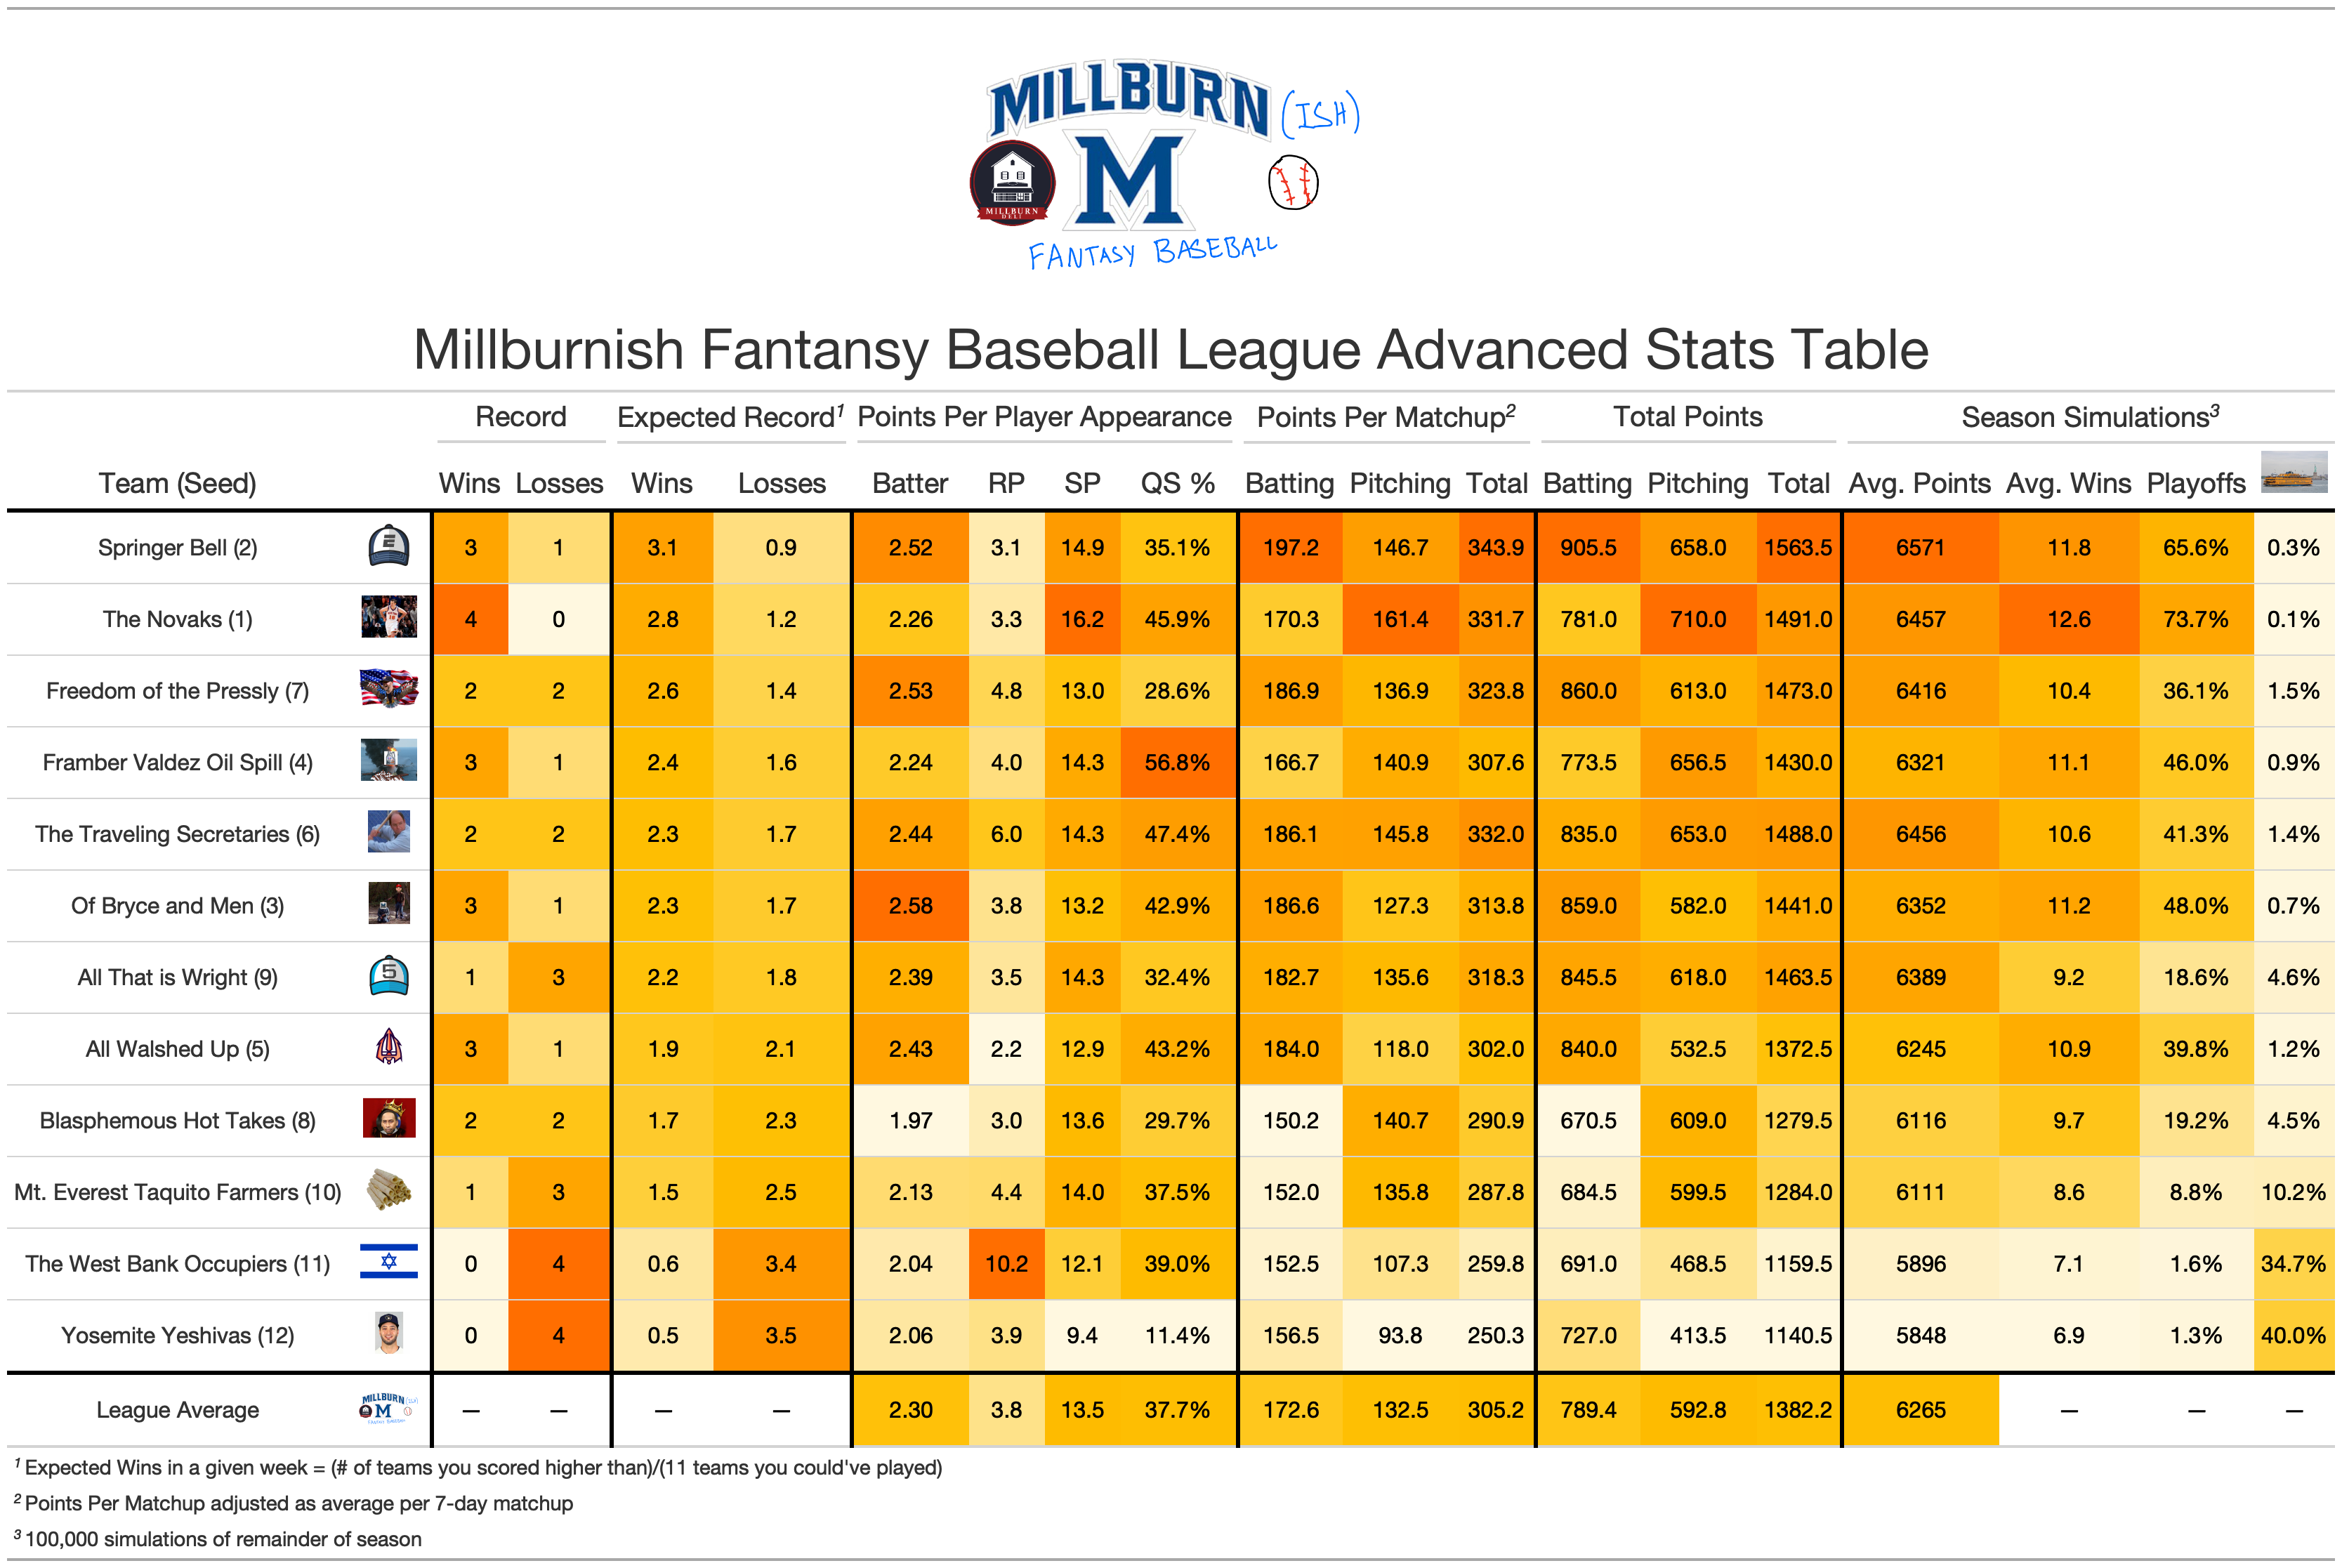 MILLBURN (ISH)
M
MILLBURN
DELI
FANTASY BASEBALL
Millburnish Fantansy Baseball League Advanced Stats Table
Record Expected Record¹ Points Per Player Appearance Points Per Matchup² Total Points Season Simulations³
Team (Seed) Wins Losses Wins Losses Batter RP SP QS % Batting Pitching Total Batting Pitching Total Avg. Points Avg. Wins Playoffs
Springer Bell (2) 2 3 1 3.1 0.9 2.52 3.1 14.9 35.1% 197.2 146.7 343.9 905.5 658.0 1563.5 6571 11.8 65.6% 0.3%
The Novaks (1) 4 0 2.8 1.2 2.26 3.3 16.2 45.9% 170.3 161.4 331.7 781.0 710.0 1491.0 6457 12.6 73.7% 0.1%
Freedom of the Pressly (7) 2 2 2.6 1.4 2.53 4.8 13.0 28.6% 186.9 136.9 323.8 860.0 613.0 1473.0 6416 10.4 36.1% 1.5%
Framber Valdez Oil Spill (4) 3 1 2.4 1.6 2.24 4.0 14.3 56.8% 166.7 140.9 307.6 773.5 656.5 1430.0 6321 11.1 46.0% 0.9%
The Traveling Secretaries (6) 2 2 2.3 1.7 2.44 6.0 14.3 47.4% 186.1 145.8 332.0 835.0 653.0 1488.0 6456 10.6 41.3% 1.4%
Of Bryce and Men (3) 3 1 2.3 1.7 2.58 3.8 13.2 42.9% 186.6 127.3 313.8 859.0 582.0 1441.0 6352 11.2 48.0% 0.7%
All That is Wright (9) 5 1 3 2.2 1.8 2.39 3.5 14.3 32.4% 182.7 135.6 318.3 845.5 618.0 1463.5 6389 9.2 18.6% 4.6%
All Walshed Up (5) 3 1 1.9 2.1 2.43 2.2 12.9 43.2% 184.0 118.0 302.0 840.0 532.5 1372.5 6245 10.9 39.8% 1.2%
Blasphemous Hot Takes (8) 2 2 1.7 2.3 1.97 3.0 13.6 29.7% 150.2 140.7 290.9 670.5 609.0 1279.5 6116 9.7 19.2% 4.5%
Mt. Everest Taquito Farmers (10) 1 3 1.5 2.5 2.13 4.4 14.0 37.5% 152.0 135.8 287.8 684.5 599.5 1284.0 6111 8.6 8.8% 10.2%
The West Bank Occupiers (11) 0 4 0.6 3.4 2.04 10.2 12.1 39.0% 152.5 107.3 259.8 691.0 468.5 1159.5 5896 7.1 1.6% 34.7%
Yosemite Yeshivas (12) 0 4 0.5 3.5 2.06 3.9 9.4 11.4% 156.5 93.8 250.3 727.0 413.5 1140.5 5848 6.9 1.3% 40.0%
League Average MILLBURN (ISH) M FANTASY BASEBALL – – – – 2.30 3.8 13.5 37.7% 172.6 132.5 305.2 789.4 592.8 1382.2 6265 – – –
¹ Expected Wins in a given week = (# of teams you scored higher than)/(11 teams you could've played)
² Points Per Matchup adjusted as average per 7-day matchup
³ 100,000 simulations of remainder of season